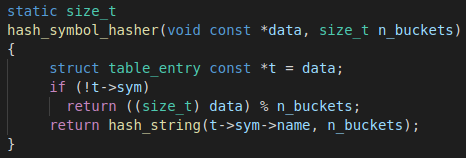 static size_t
hash_symbol_hasher(void const *data, size_t n_buckets)
{
     struct table_entry const *t = data;
     if (!t->sym)
       return ((size_t) data) % n_buckets;
     return hash_string(t->sym->name, n_buckets);
}